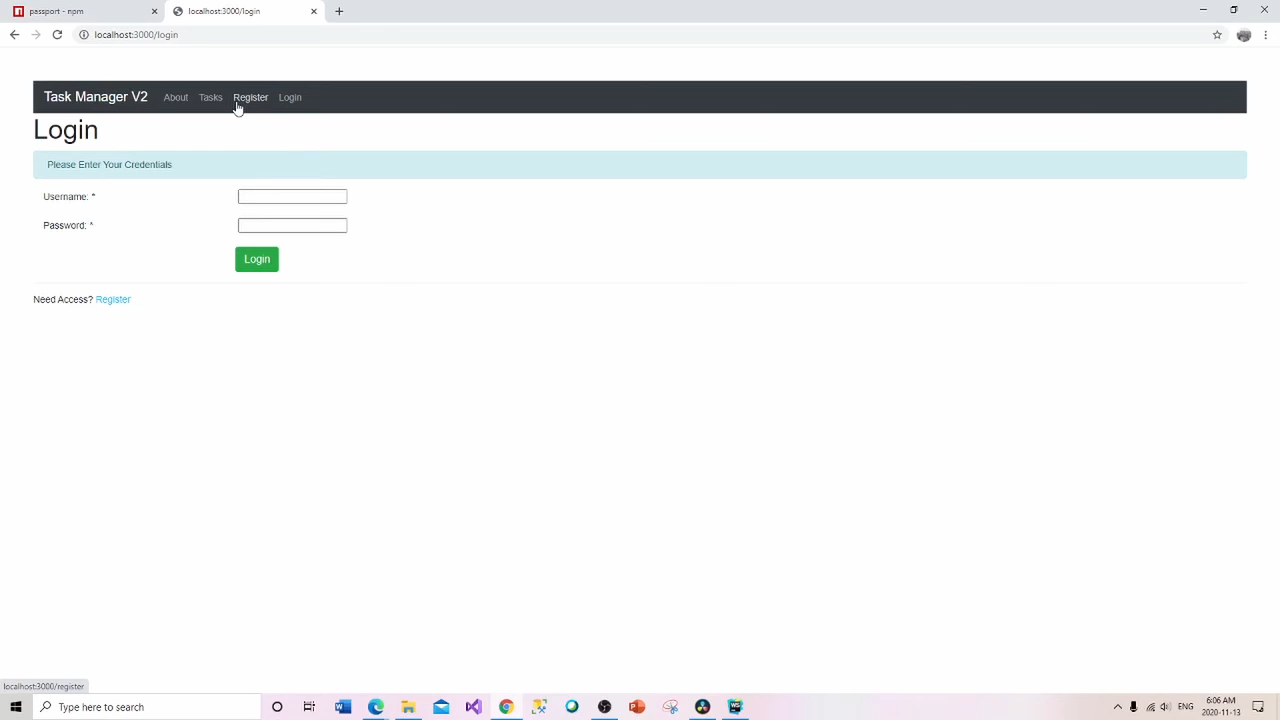 passport - npm
localhost:3000/login
localhost:3000/login
Task Manager V2 About Tasks Register Login
Login
Please Enter Your Credentials
Username: *
Password: *
Login
Need Access? Register
localhost:3000/register
Type here to search
ENG
6:06 AM
2020-11-13